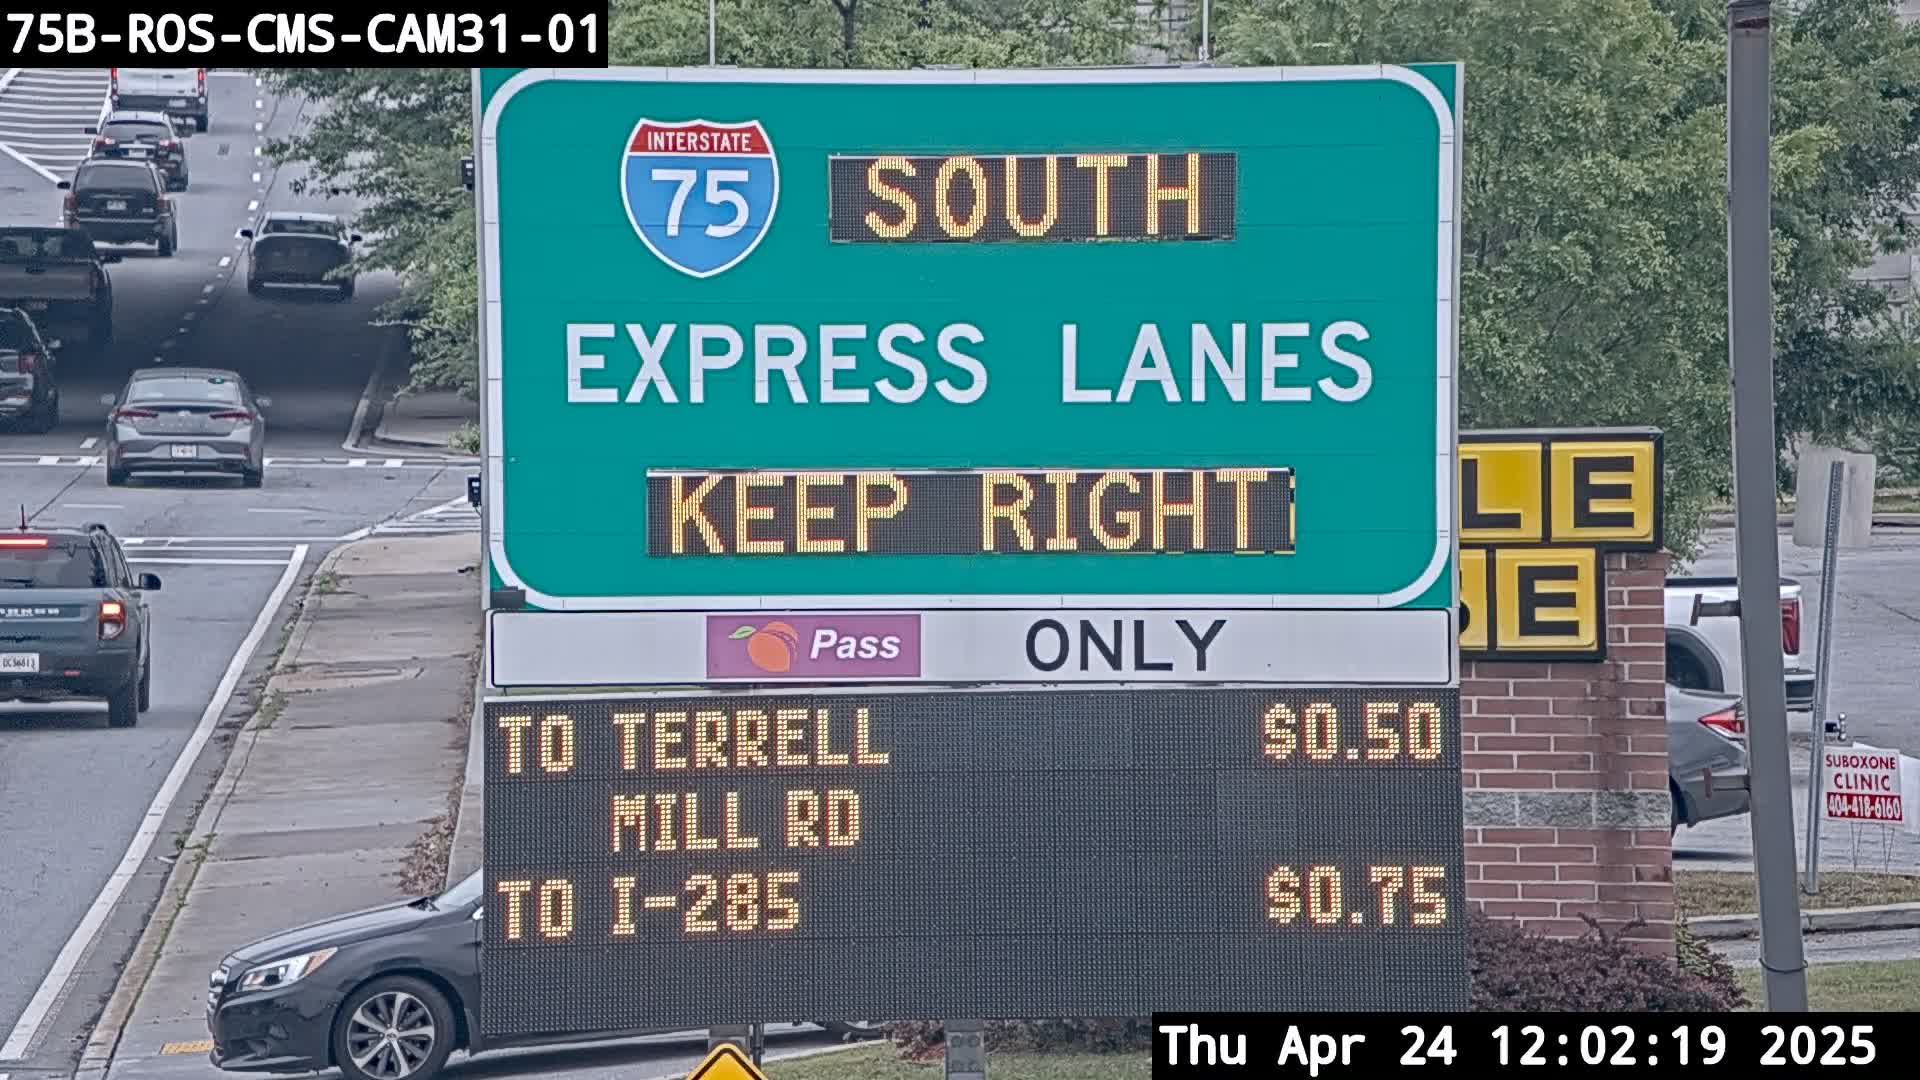 75B-ROS-CMS-CAM31-01
INTERSTATE
75
SOUTH
EXPRESS LANES
KEEP RIGHT
Pass ONLY
TO TERRELL $0.50
MILL RD
TO I-285 $0.75
LE
E
SUBOXONE
CLINIC
404-418-6160
Thu Apr 24 12:02:19 2025